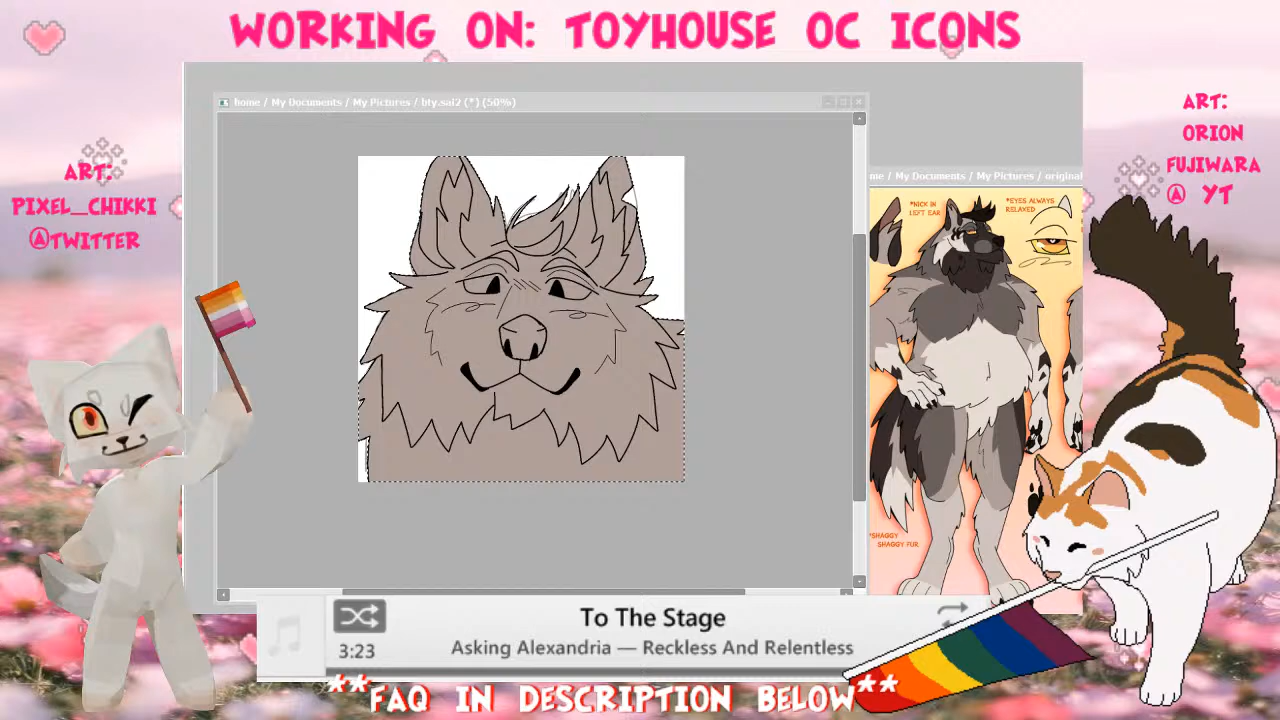 WORKING ON: TOYHOUSE OC ICONS
home / My Documents / My Pictures / bty.sai2 (*) (50%)
ART:
PIXEL_CHIKKI
@TWITTER
ART:
ORION
FUJIWARA
@ YT
me / My Documents / My Pictures / original
*NICK IN
LEFT EAR
*EYES ALWAYS
RELAXED
*SHAGGY
SHAGGY FUR
To The Stage
3:23
Asking Alexandria — Reckless And Relentless
**FAQ IN DESCRIPTION BELOW**